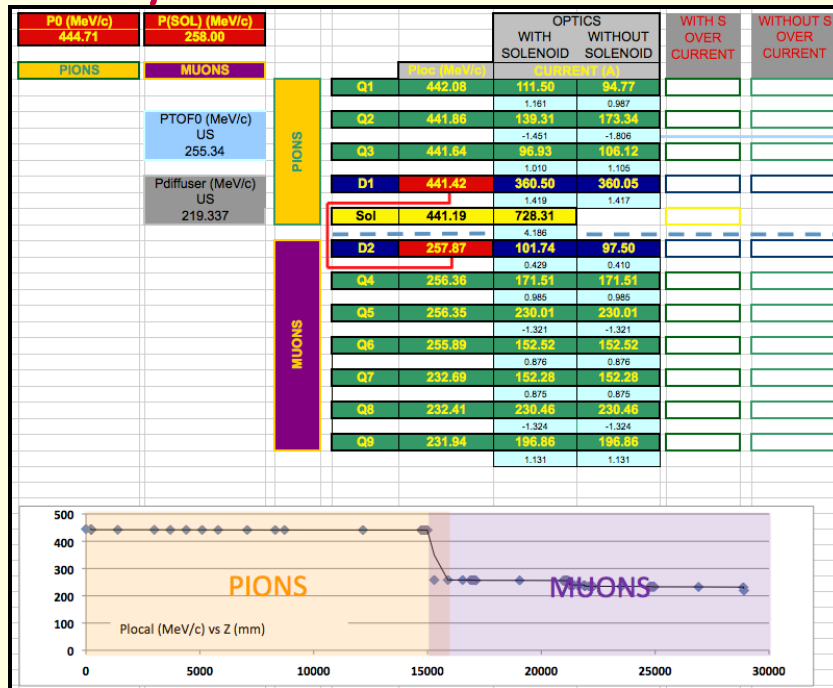 P0 (MeV/c) P(SOL) (MeV/c) OPTICS WITH S WITHOUT S
444.71 258.00 WITH WITHOUT OVER OVER
SOLENOID SOLENOID CURRENT CURRENT
PIONS MUONS Ploc (MeV/c) CURRENT (A)
Q1 442.08 111.50 94.77
1.161 0.987
PTOF0 (MeV/c) Q2 441.86 139.31 173.34
US -1.451 -1.806
255.34 Q3 441.64 96.93 106.12
PIONS
1.010 1.105
Pdiffuser (MeV/c) D1 441.42 360.50 360.05
US 1.419 1.417
219.337 Sol 441.19 728.31
4.186
D2 257.87 101.74 97.50
0.429 0.410
Q4 256.36 171.51 171.51
0.985 0.985
Q5 256.35 230.01 230.01
-1.321 -1.321
MUONS
Q6 255.89 152.52 152.52
0.876 0.876
Q7 232.69 152.28 152.28
0.875 0.875
Q8 232.41 230.46 230.46
-1.324 -1.324
Q9 231.94 196.86 196.86
1.131 1.131
500
400
300
PIONS MUONS
200
100 Plocal (MeV/c) vs Z (mm)
0
0 5000 10000 15000 20000 25000 30000